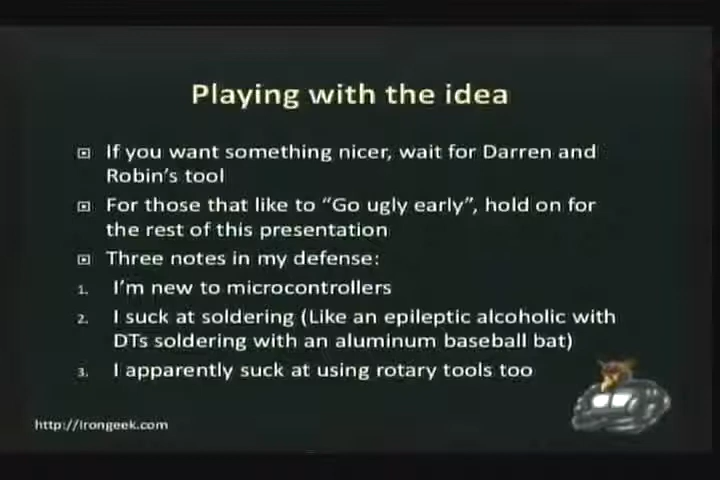 Playing with the idea
If you want something nicer, wait for Darren and
Robin's tool
For those that like to "Go ugly early", hold on for
the rest of this presentation
Three notes in my defense:
1. I'm new to microcontrollers
2. I suck at soldering (Like an epileptic alcoholic with
DTs soldering with an aluminum baseball bat)
3. I apparently suck at using rotary tools too
http://Irongeek.com